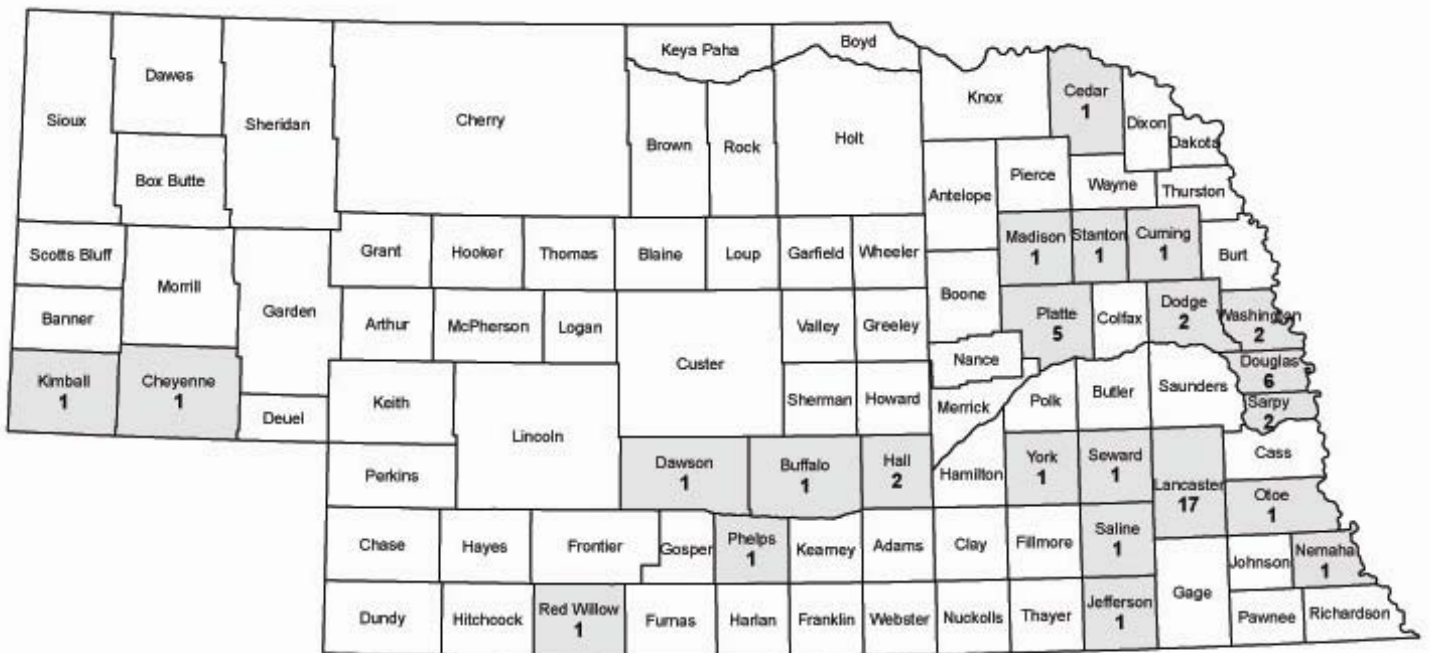 Keya Paha
Boyd
Dawes
Knox
Cedar
1
Sioux
Sheridan
Cherry
Brown
Rock
Holt
Dixon
Dakota
Box Butte
Pierce
Wayne
Thurston
Antelope
Scotts Bluff
Grant
Hooker
Thomas
Blaine
Loup
Garfield
Wheeler
Madison
1
Stanton
1
Cuming
1
Burt
Morrill
Garden
Banner
Arthur
McPherson
Logan
Valley
Greeley
Boone
Platte
5
Colfax
Dodge
2
Washington
2
Custer
Nance
Douglas
6
Kimball
1
Cheyenne
1
Keith
Sherman
Howard
Merrick
Polk
Butler
Saunders
Sarpy
2
Deuel
Lincoln
Perkins
Dawson
1
Buffalo
1
Hall
2
Hamilton
York
1
Seward
1
Lancaster
17
Cass
Otoe
1
Chase
Hayes
Frontier
Gosper
Phelps
1
Kearney
Adams
Clay
Fillmore
Saline
1
Johnson
Nemaha
1
Gage
Dundy
Hitchcock
Red Willow
1
Furnas
Harlan
Franklin
Webster
Nuckolls
Thayer
Jefferson
1
Pawnee
Richardson